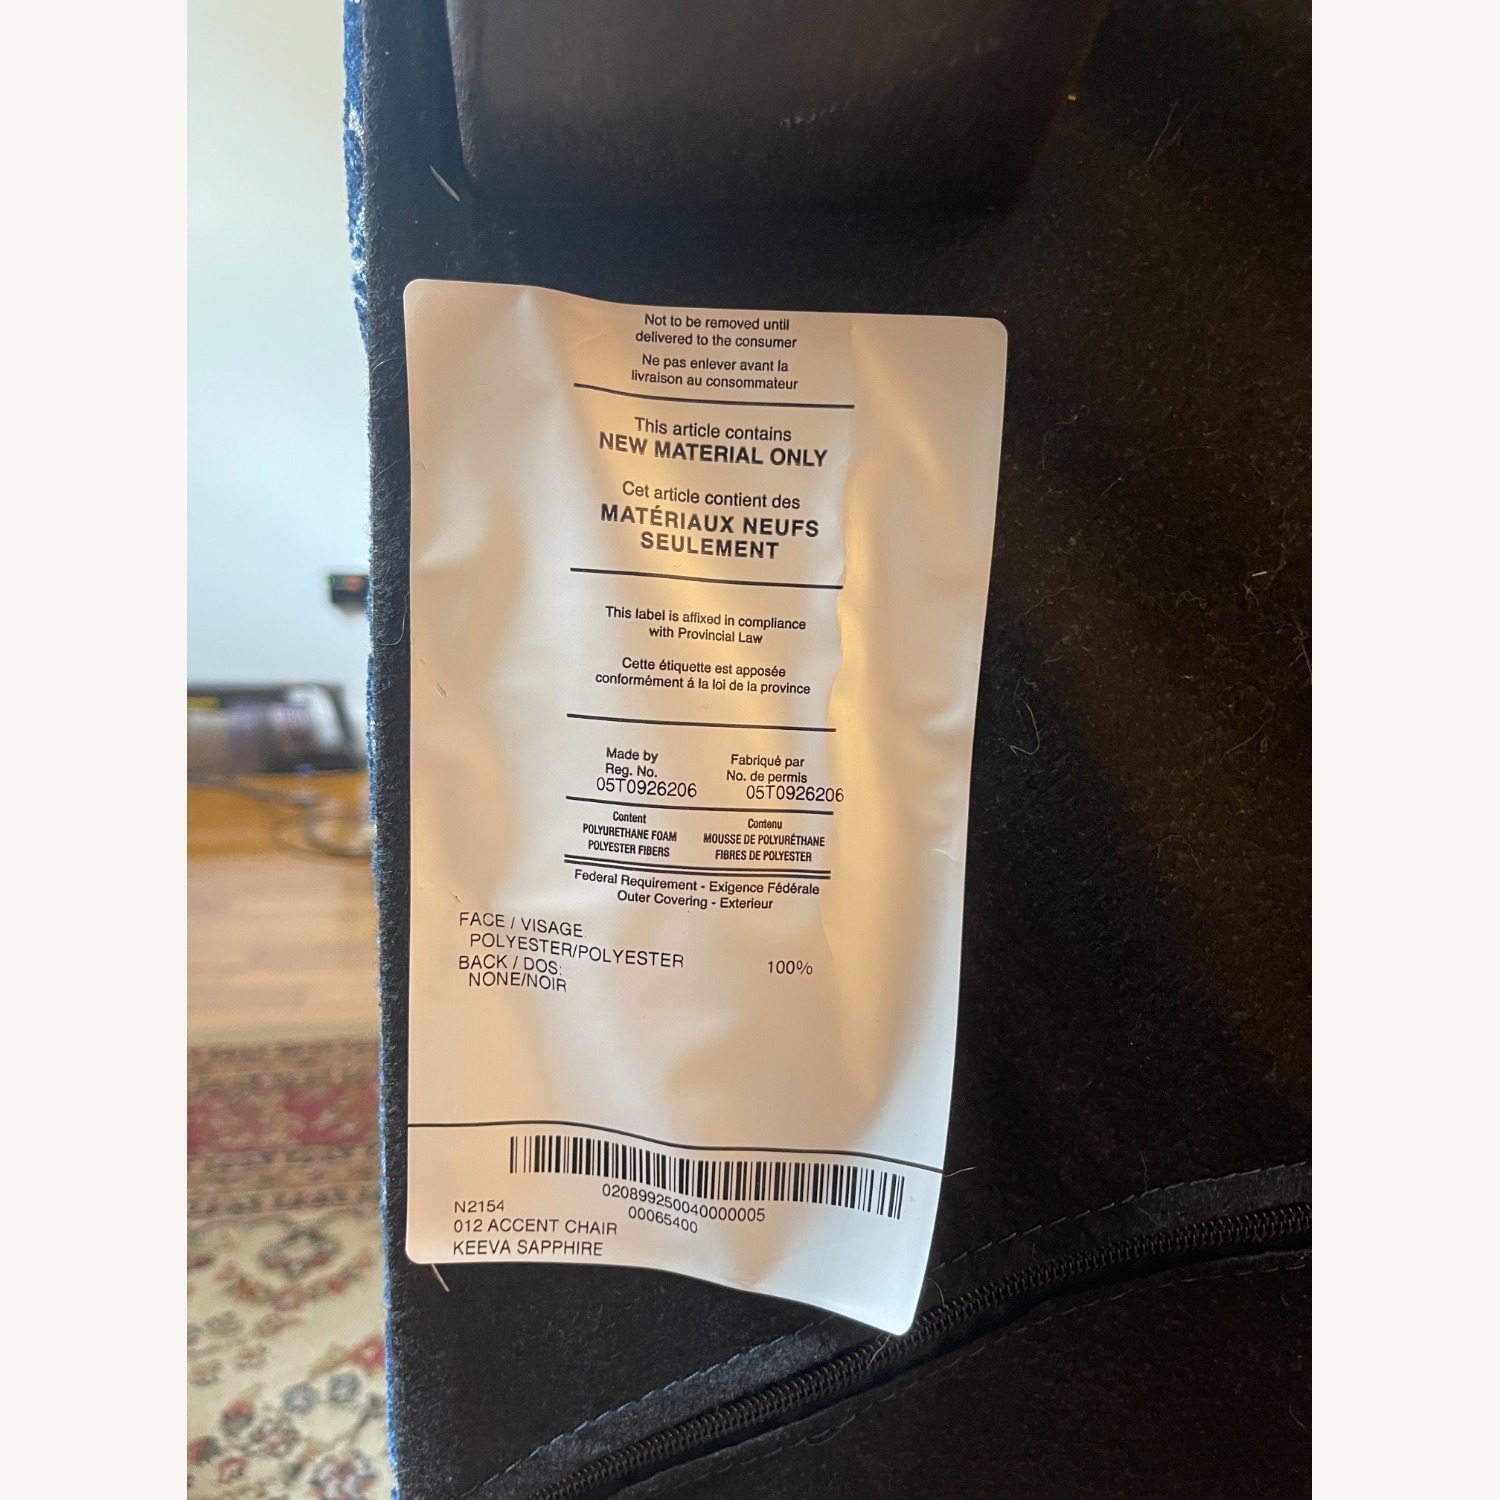 Not to be removed until
delivered to the consumer
Ne pas enlever avant la
livraison au consommateur
This article contains
NEW MATERIAL ONLY
Cet article contient des
MATÉRIAUX NEUFS
SEULEMENT
This label is affixed in compliance
with Provincial Law
Cette étiquette est apposée
conformément á la loi de la province
Made by
Reg. No.
05T0926206
Fabriqué par
No. de permis
05T0926206
Content
POLYURETHANE FOAM
POLYESTER FIBERS
Contenu
MOUSSE DE POLYURÉTHANE
FIBRES DE POLYESTER
Federal Requirement - Exigence Fédérale
Outer Covering - Exterieur
FACE / VISAGE
POLYESTER/POLYESTER 100%
BACK / DOS:
NONE/NOIR
020899250040000005
00065400
N2154
012 ACCENT CHAIR
KEEVA SAPPHIRE